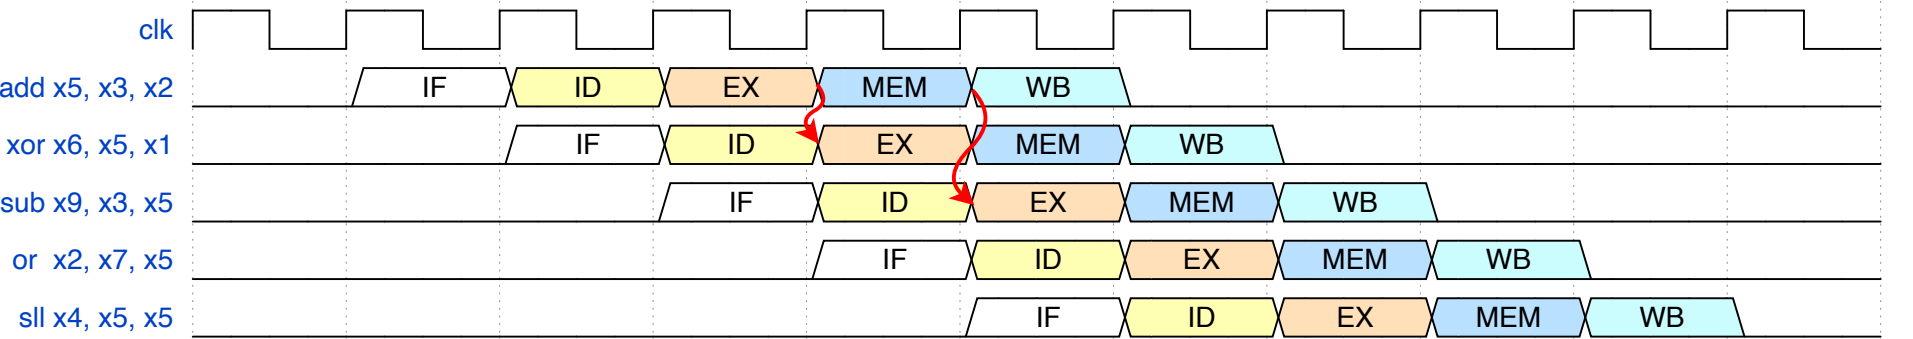 clk
add x5, x3, x2 IF ID EX MEM WB
xor x6, x5, x1 IF ID EX MEM WB
sub x9, x3, x5 IF ID EX MEM WB
or x2, x7, x5 IF ID EX MEM WB
sll x4, x5, x5 IF ID EX MEM WB